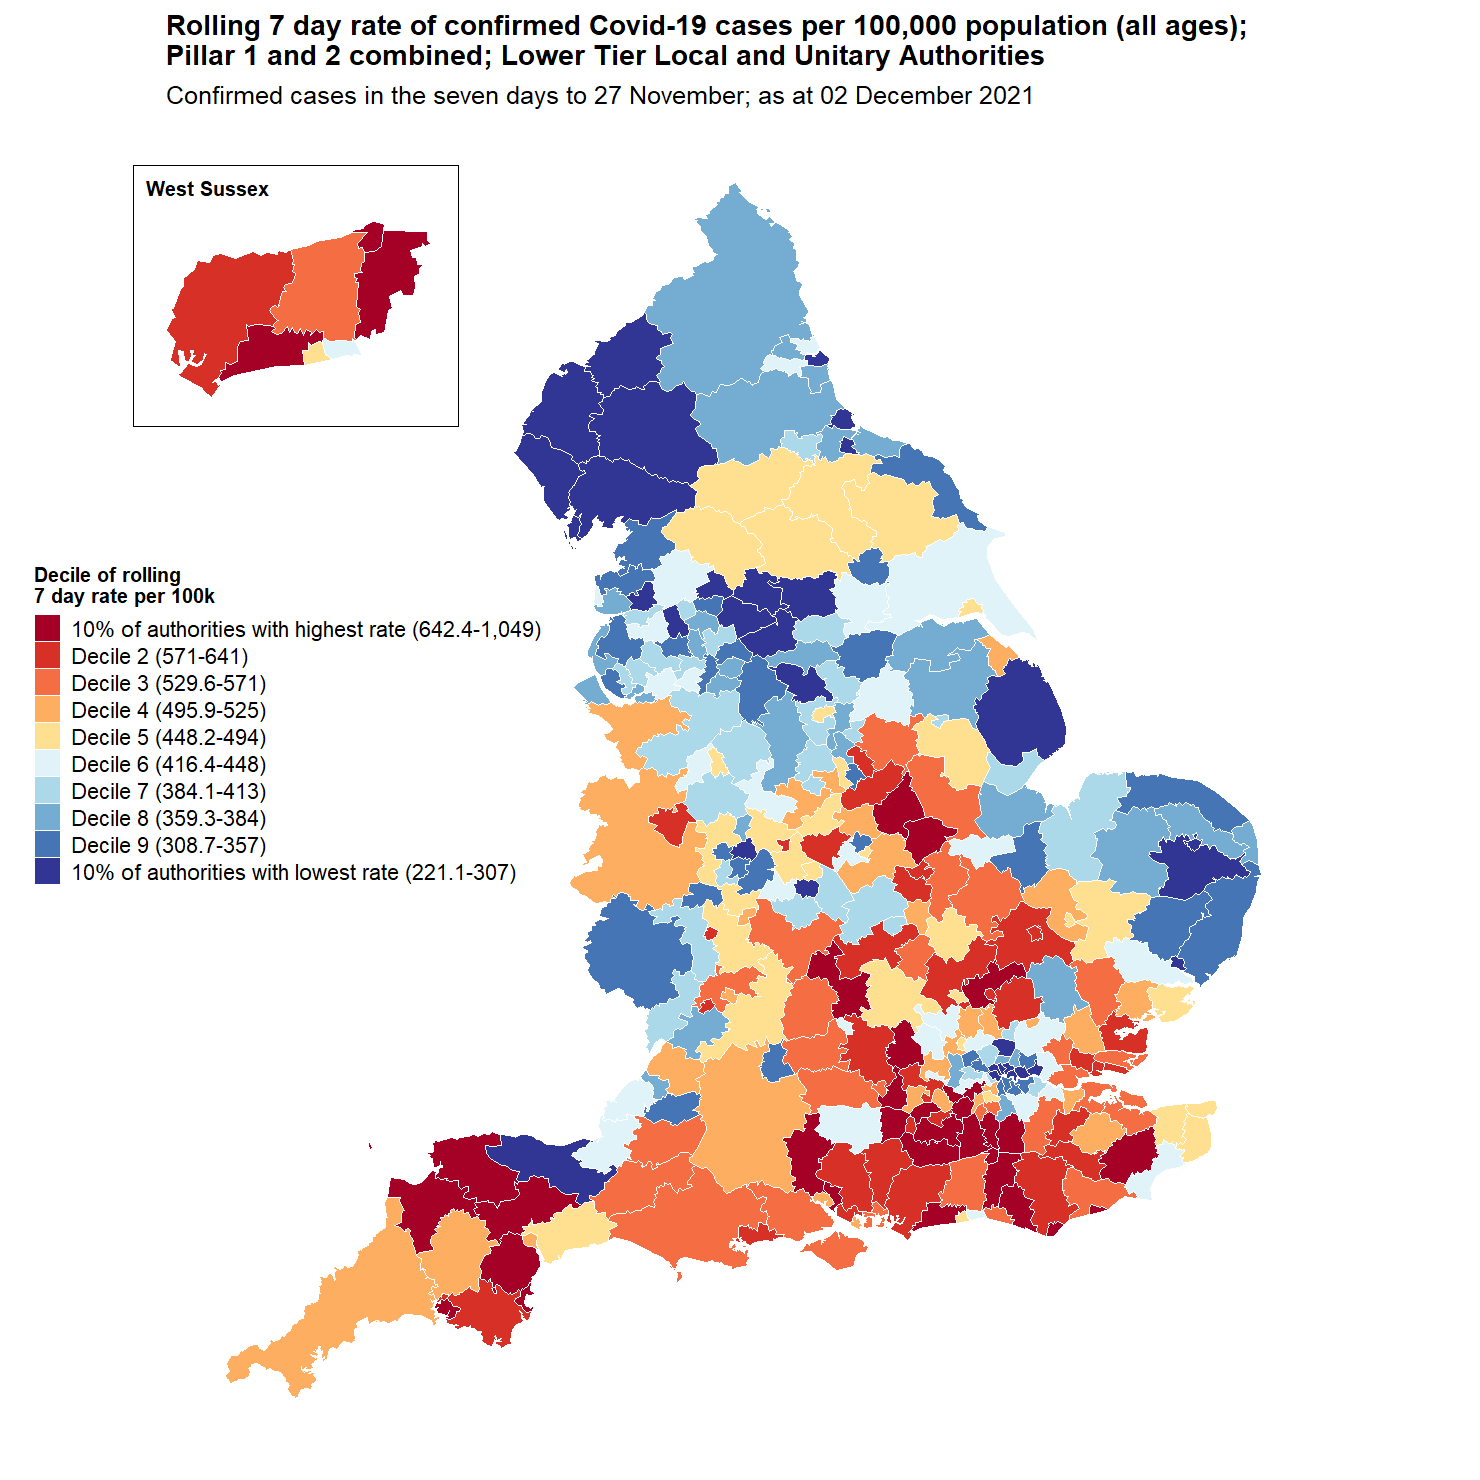 Rolling 7 day rate of confirmed Covid-19 cases per 100,000 population (all ages);
Pillar 1 and 2 combined; Lower Tier Local and Unitary Authorities
Confirmed cases in the seven days to 27 November; as at 02 December 2021
West Sussex
Decile of rolling
7 day rate per 100k
10% of authorities with highest rate (642.4-1,049)
Decile 2 (571-641)
Decile 3 (529.6-571)
Decile 4 (495.9-525)
Decile 5 (448.2-494)
Decile 6 (416.4-448)
Decile 7 (384.1-413)
Decile 8 (359.3-384)
Decile 9 (308.7-357)
10% of authorities with lowest rate (221.1-307)